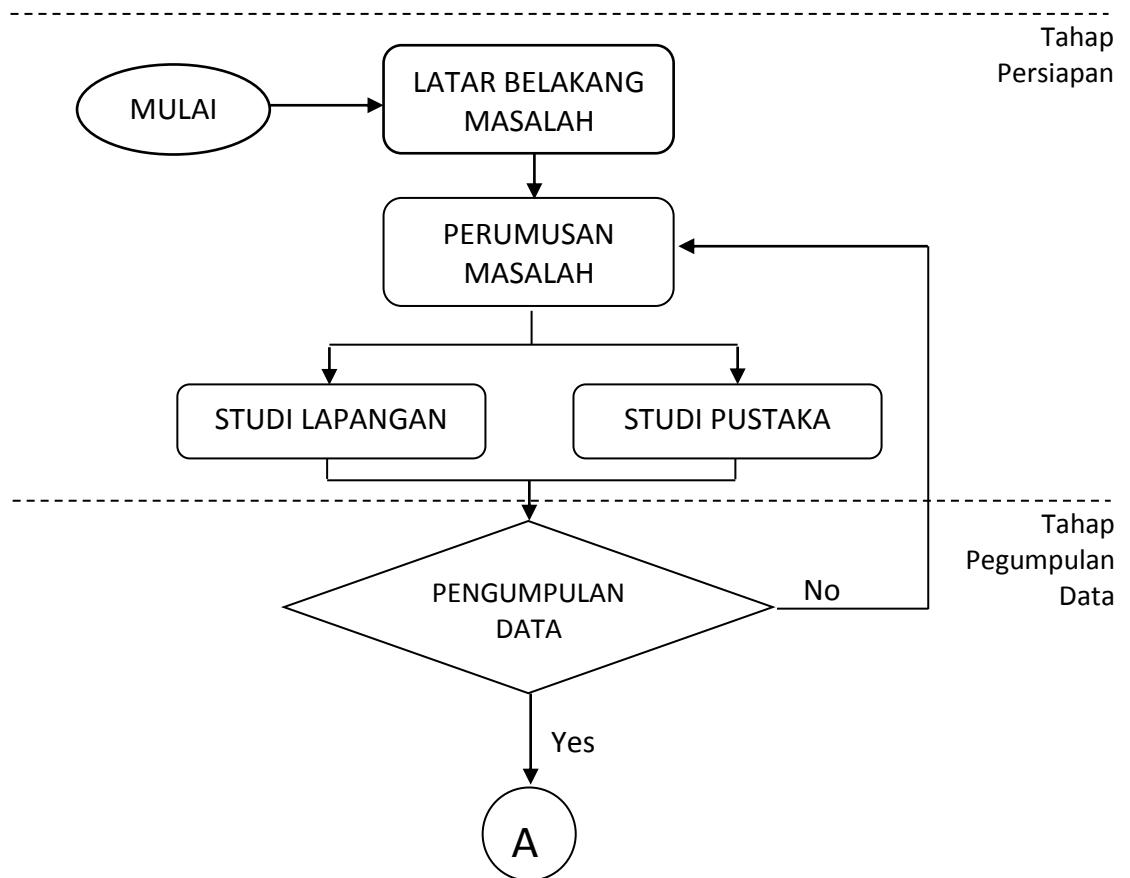 Tahap
Persiapan
MULAI
LATAR BELAKANG
MASALAH
PERUMUSAN
MASALAH
STUDI LAPANGAN
STUDI PUSTAKA
Tahap
Pegumpulan
Data
PENGUMPULAN
DATA
No
Yes
A